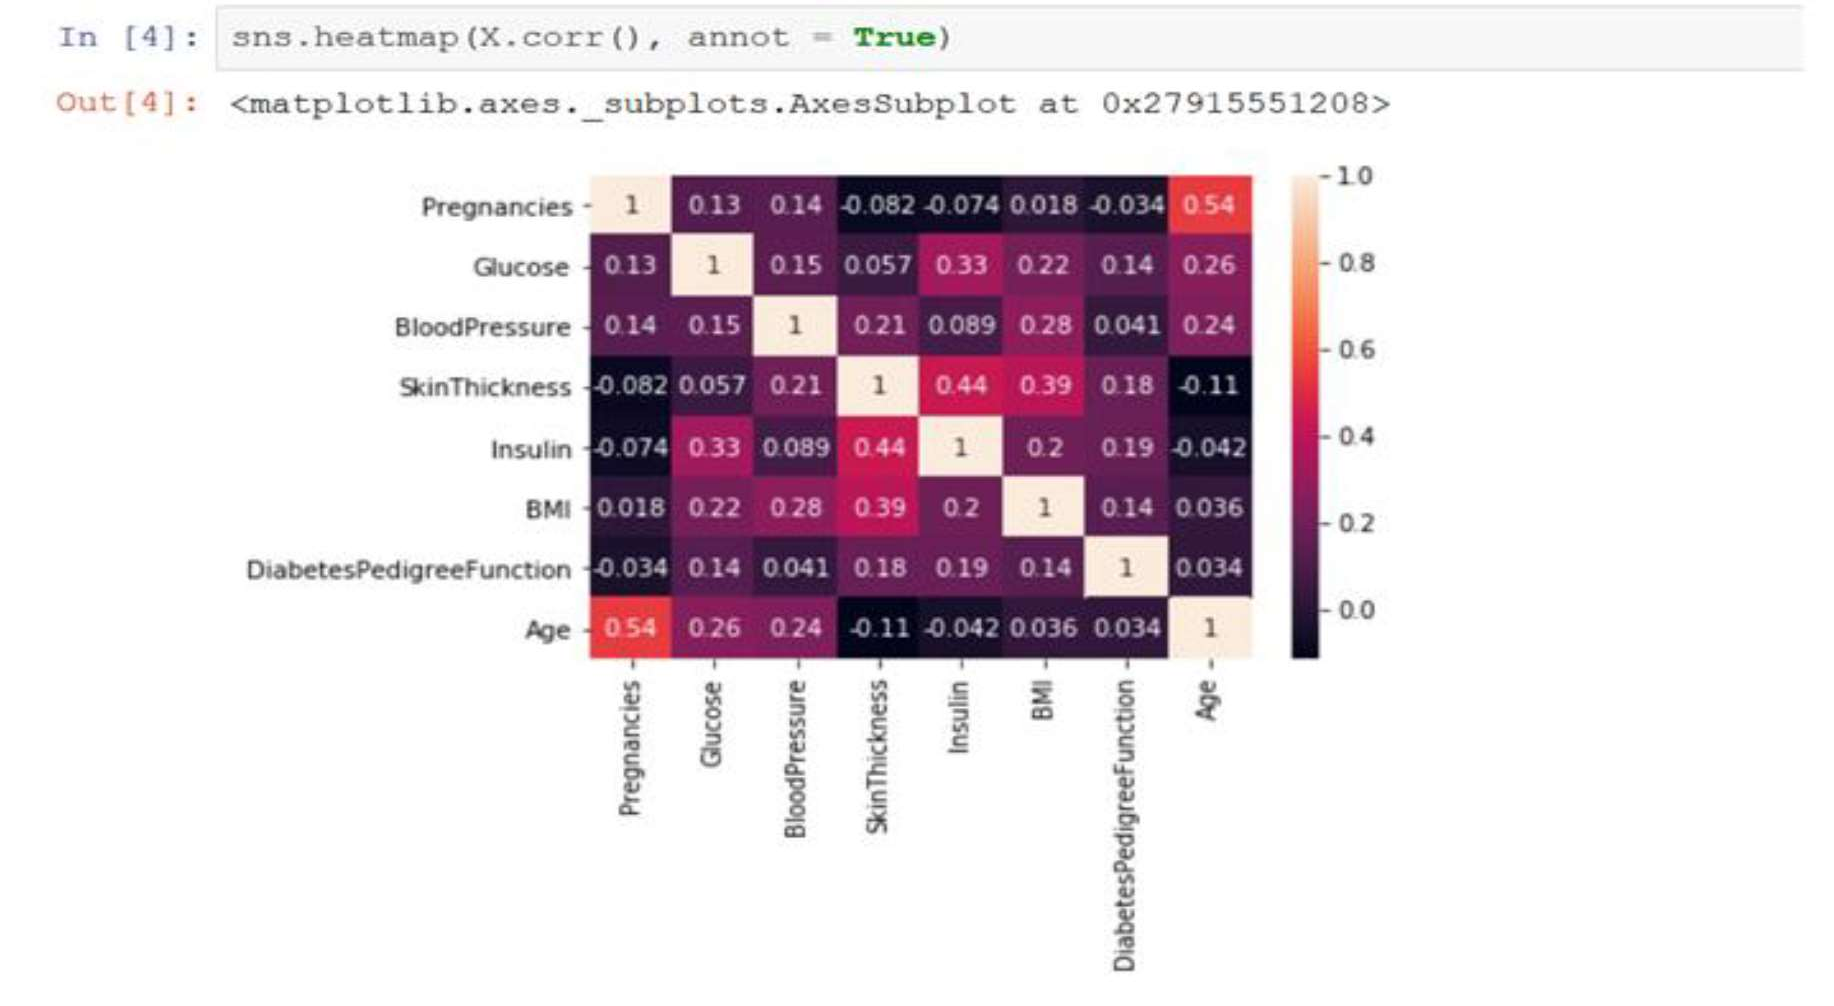 In [4]: sns.heatmap(X.corr(), annot = True)
Out[4]: <matplotlib.axes._subplots.AxesSubplot at 0x27915551208>
Pregnancies 1 0.13 0.14 -0.082 -0.074 0.018 -0.034 0.54
Glucose 0.13 1 0.15 0.057 0.33 0.22 0.14 0.26
BloodPressure 0.14 0.15 1 0.21 0.089 0.28 0.041 0.24
SkinThickness -0.082 0.057 0.21 1 0.44 0.39 0.18 -0.11
Insulin -0.074 0.33 0.089 0.44 1 0.2 0.19 -0.042
BMI 0.018 0.22 0.28 0.39 0.2 1 0.14 0.036
DiabetesPedigreeFunction -0.034 0.14 0.041 0.18 0.19 0.14 1 0.034
Age 0.54 0.26 0.24 -0.11 -0.042 0.036 0.034 1
Pregnancies
Glucose
BloodPressure
SkinThickness
Insulin
BMI
DiabetesPedigreeFunction
Age
1.0
0.8
0.6
0.4
0.2
0.0